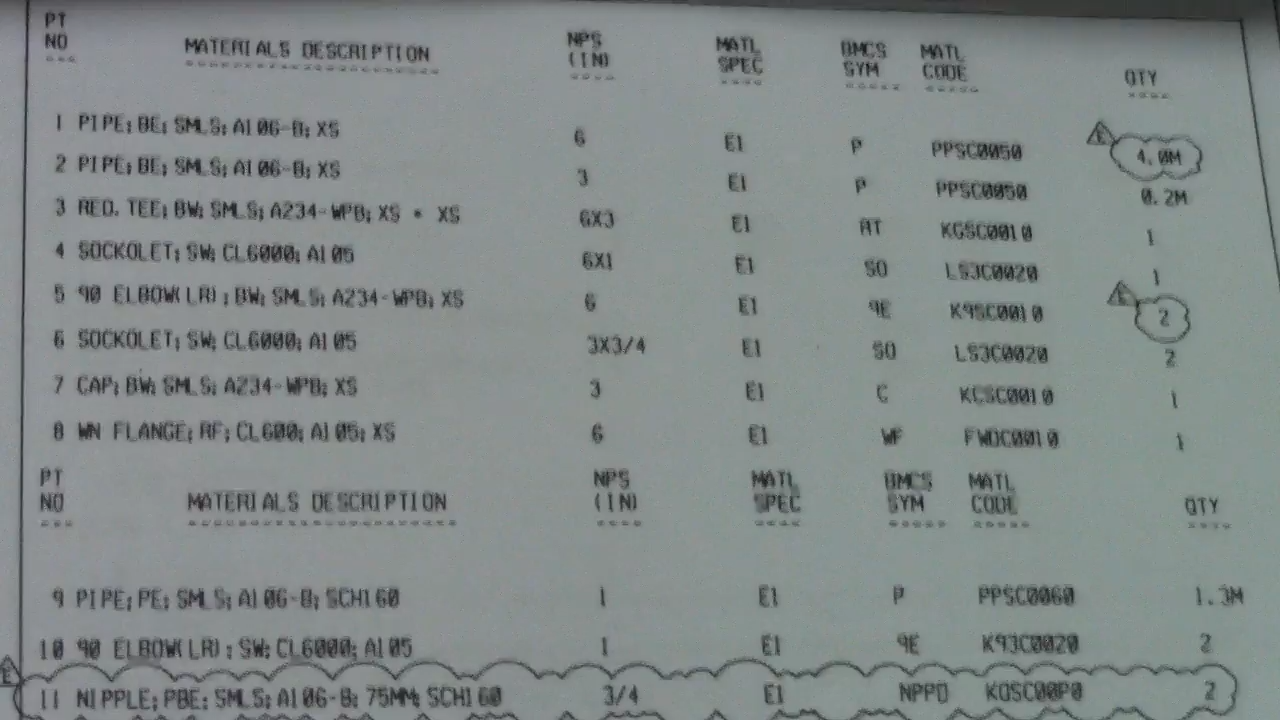 PT NO MATERIALS DESCRIPTION NPS (IN) MATL SPEC BMCS SYM MATL CODE QTY
1 PIPE; BE; SMLS; A106-B; XS 6 E1 P PPSC0050 4.0M
2 PIPE; BE; SMLS; A106-B; XS 3 E1 P PPSC0050 0.2M
3 RED. TEE; BW; SMLS; A234-WPB; XS * XS 6X3 E1 RT KGSC0010 1
4 SOCKOLET; SW; CL6000; A105 6X1 E1 SO LS3C0020 1
5 90 ELBOW(LR); BW; SMLS; A234-WPB; XS 6 E1 9E K9SC0010 2
6 SOCKOLET; SW; CL6000; A105 3X3/4 E1 SO LS3C0020 2
7 CAP; BW; SMLS; A234-WPB; XS 3 E1 C KCSC0010 1
8 WN FLANGE; RF; CL600; A105; XS 6 E1 WF FWDC0010 1
PT NO MATERIALS DESCRIPTION NPS (IN) MATL SPEC BMCS SYM MATL CODE QTY
9 PIPE; PE; SMLS; A106-B; SCH160 1 E1 P PPSC0060 1.3M
10 90 ELBOW(LR); SW; CL6000; A105 1 E1 9E K93C0020 2
11 NIPPLE; PBE; SMLS; A106-B; 75MM; SCH160 3/4 E1 NPPD KOSC00P0 2